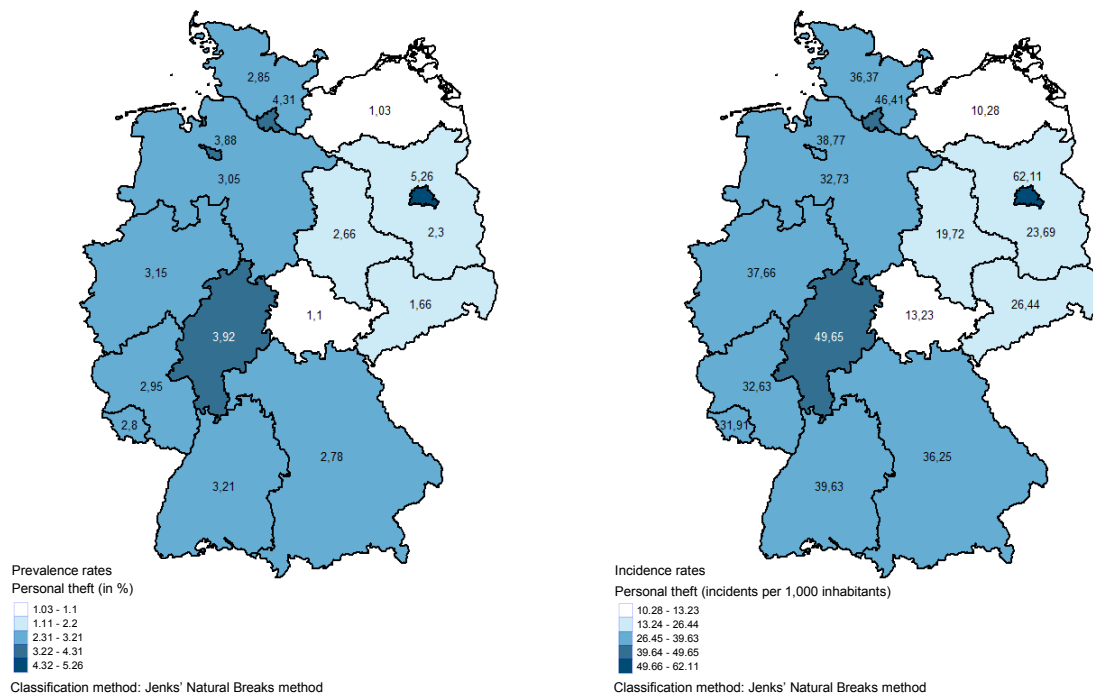 2,85
4,31
1,03
3,88
3,05
5,26
2,3
2,66
3,15
1,66
1,1
3,92
2,95
2,8
2,78
3,21
Prevalence rates
Personal theft (in %)
1.03 - 1.1
1.11 - 2.2
2.31 - 3.21
3.22 - 4.31
4.32 - 5.26
Classification method: Jenks' Natural Breaks method
36,37
46,41
10,28
38,77
32,73
62,11
23,69
19,72
37,66
26,44
13,23
49,65
32,63
31,91
36,25
39,63
Incidence rates
Personal theft (incidents per 1,000 inhabitants)
10.28 - 13.23
13.24 - 26.44
26.45 - 39.63
39.64 - 49.65
49.66 - 62.11
Classification method: Jenks' Natural Breaks method